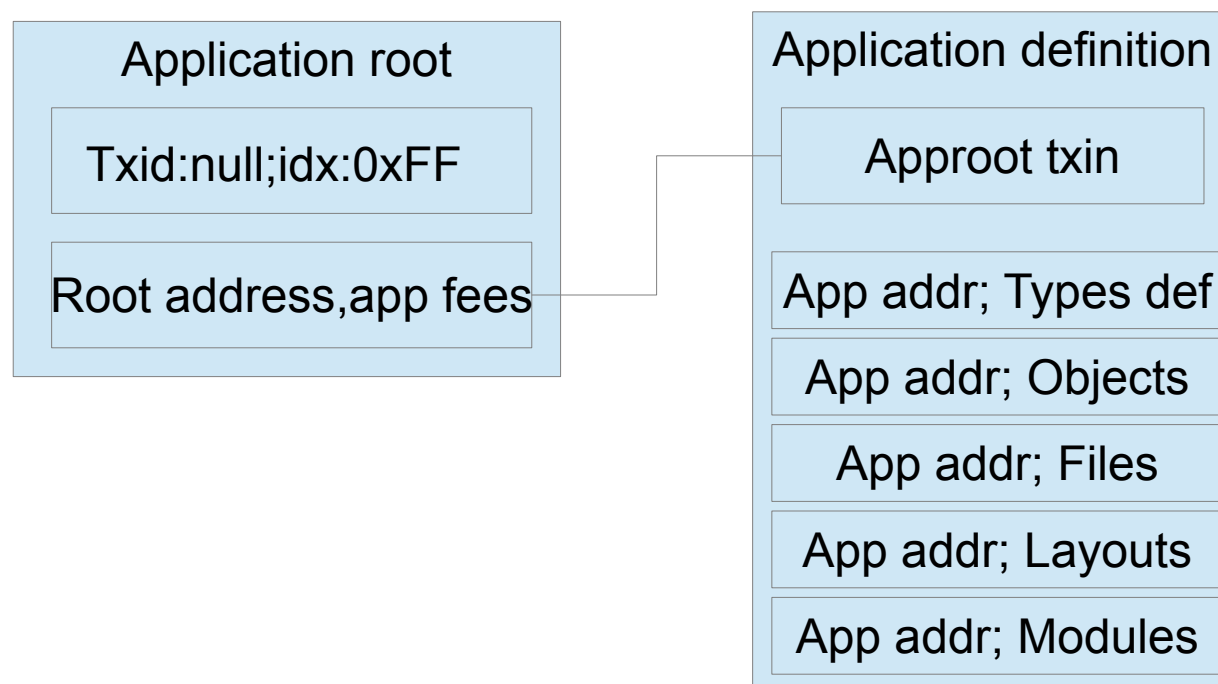 Application root
Txid:null;idx:0xFF
Root address,app fees
Application definition
Approot txin
App addr; Types def
App addr; Objects
App addr; Files
App addr; Layouts
App addr; Modules